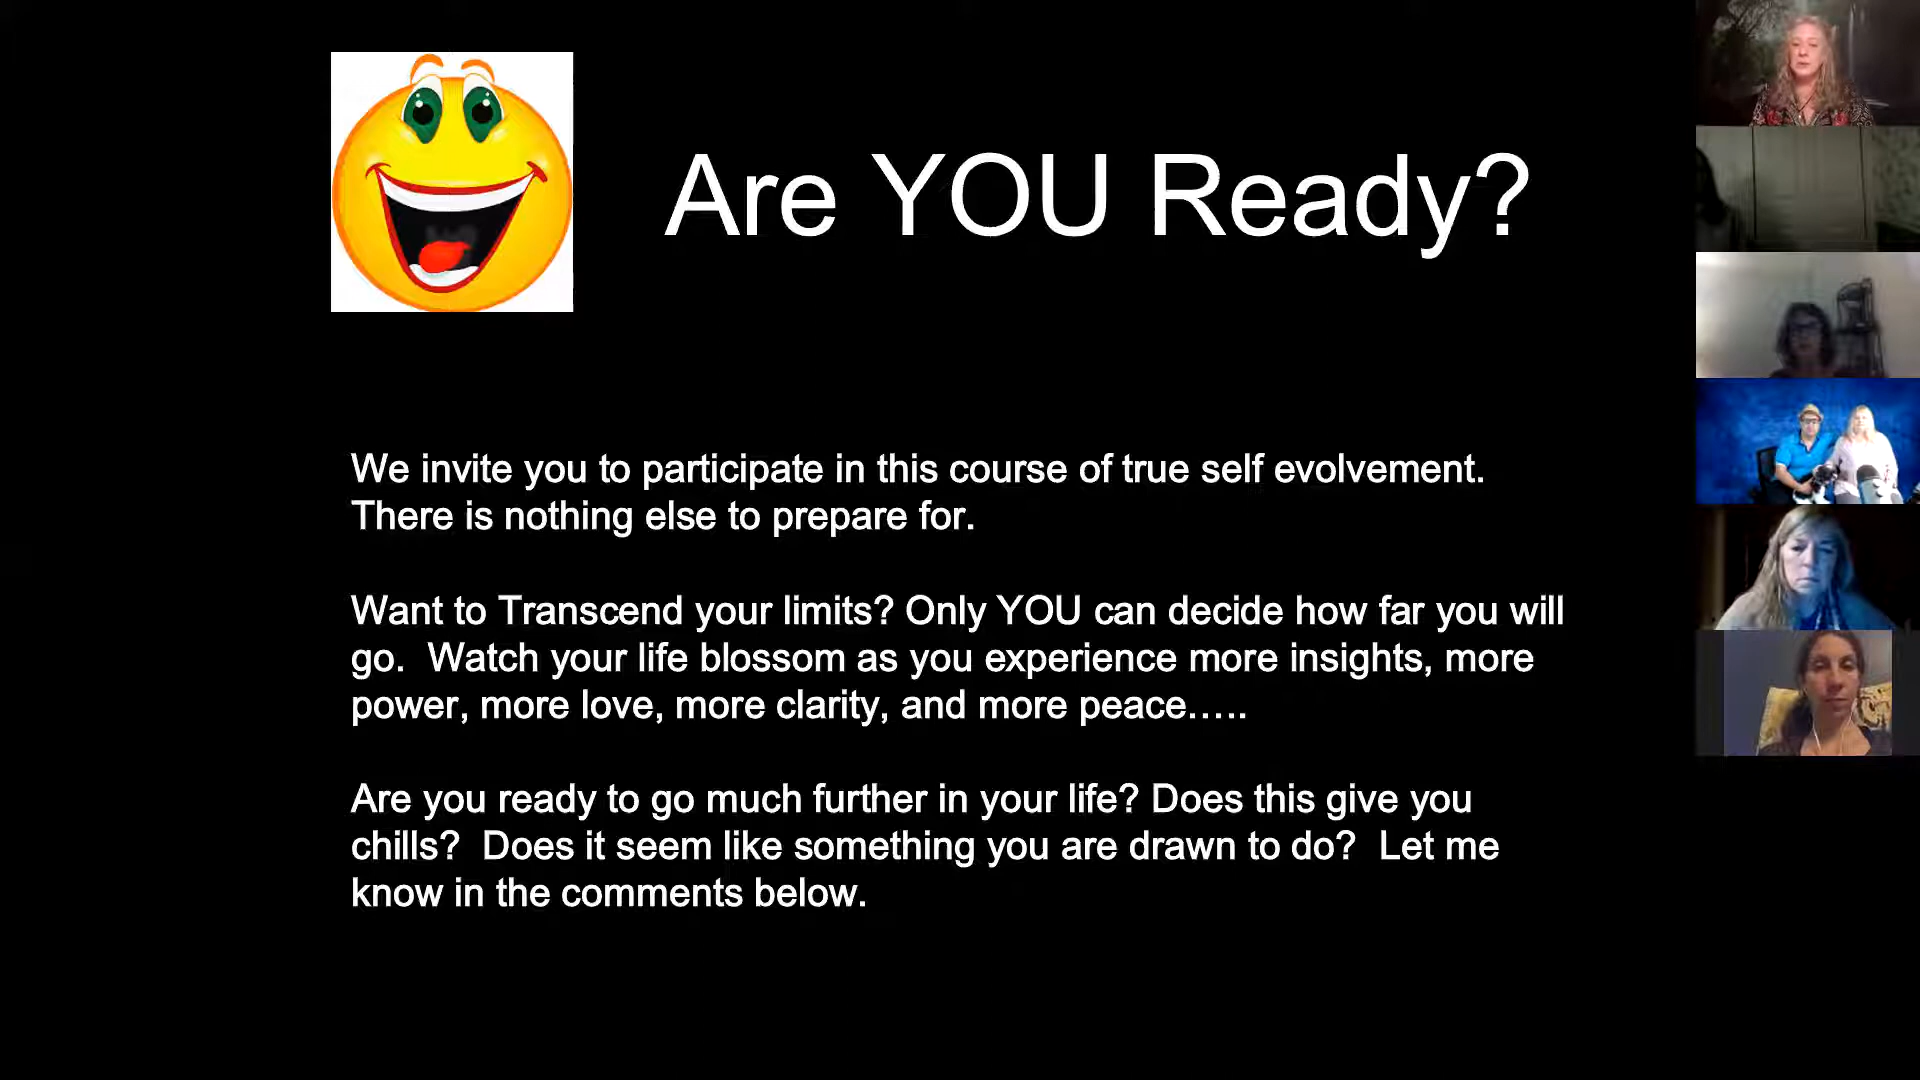 Are YOU Ready?
We invite you to participate in this course of true self evolvement.
There is nothing else to prepare for.
Want to Transcend your limits? Only YOU can decide how far you will
go.  Watch your life blossom as you experience more insights, more
power, more love, more clarity, and more peace…..
Are you ready to go much further in your life? Does this give you
chills?  Does it seem like something you are drawn to do?  Let me
know in the comments below.